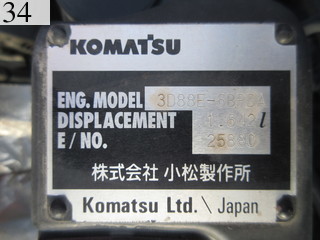 34
KOMATSU
ENG. MODEL
DISPLACEMENT l
E / NO.
株式会社 小松製作所
Komatsu Ltd. \ Japan